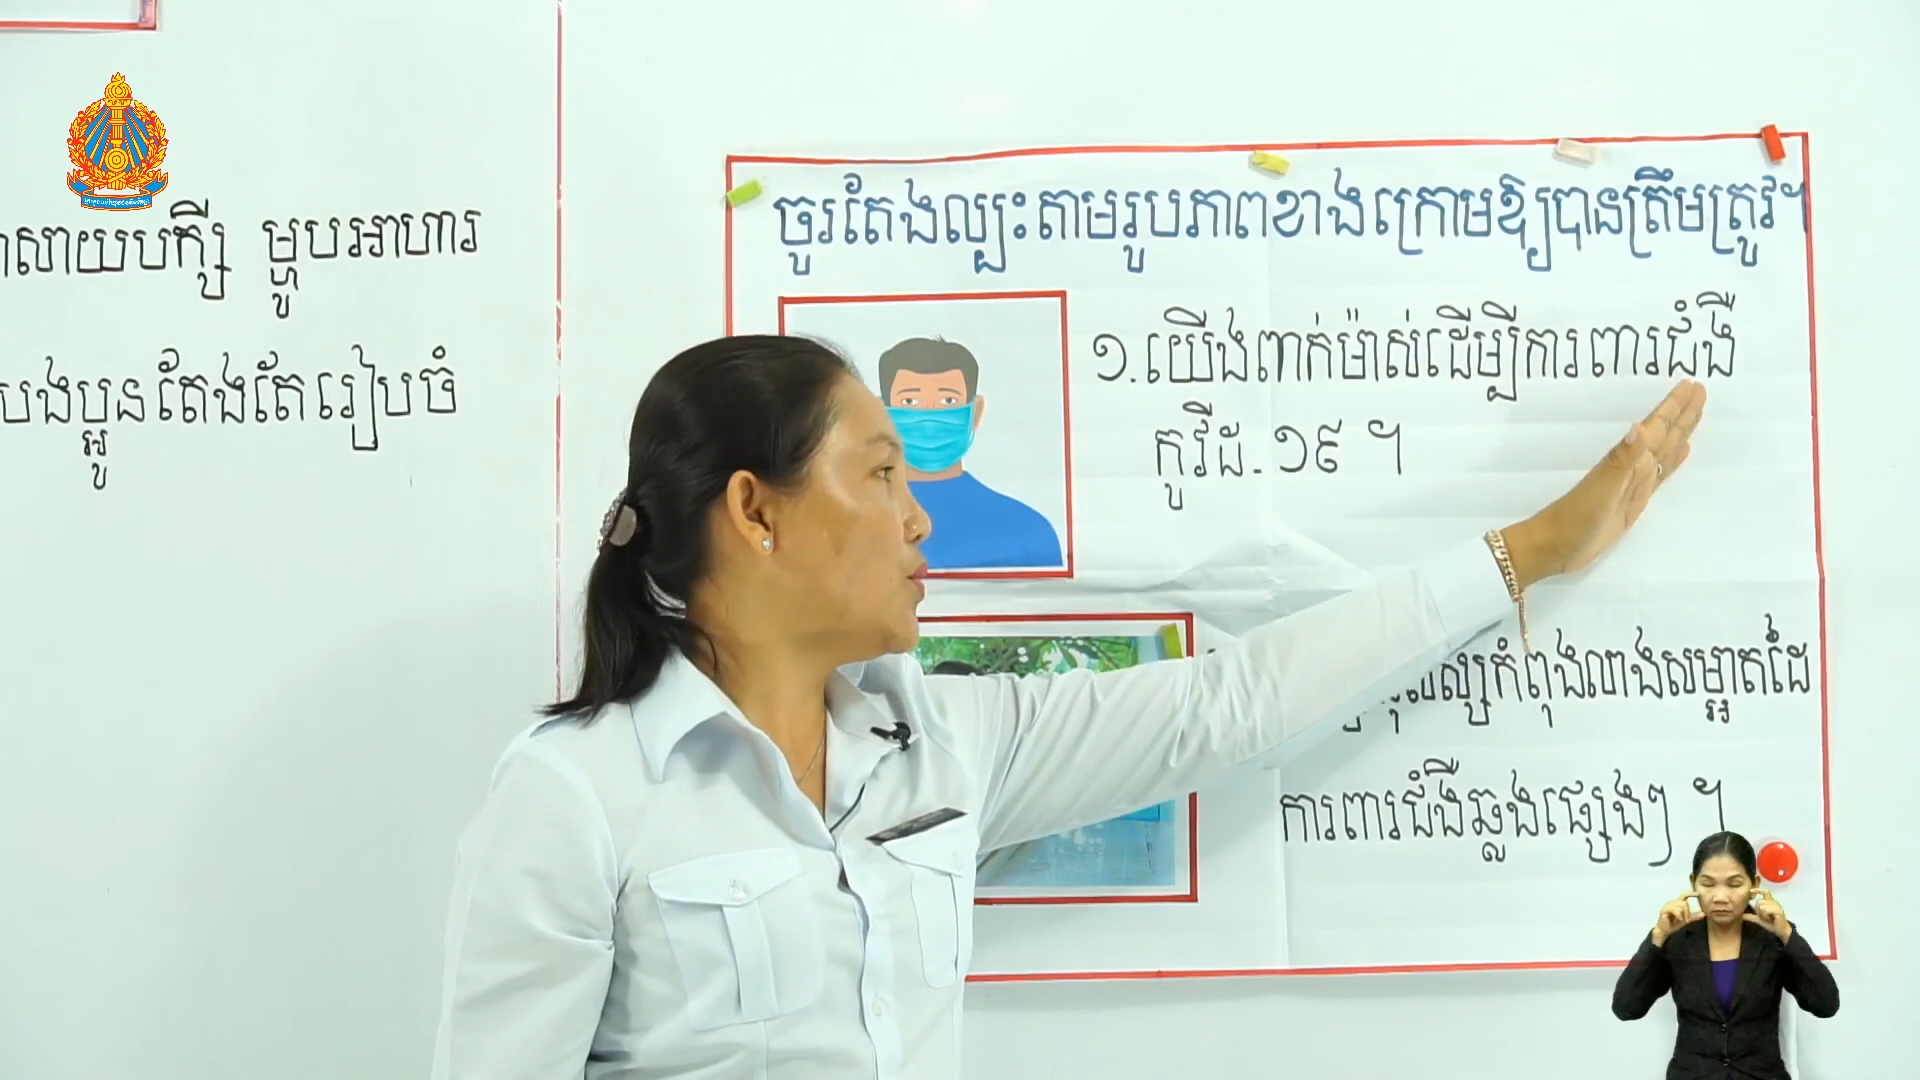 សាយបក្សី ម្ហូបអាហារ
បងប្អូនតែងតែរៀបចំ
ចូរតែងល្បះតាមរូបភាពខាងក្រោមឱ្យបានត្រឹមត្រូវ។
១.យើងពាក់ម៉ាស់ដើម្បីការពារជំងឺ
កូវីដ-១៩ ។
កំពុងលាងសម្អាតដៃ
ការពារជំងឺឆ្លងផ្សេងៗ ។